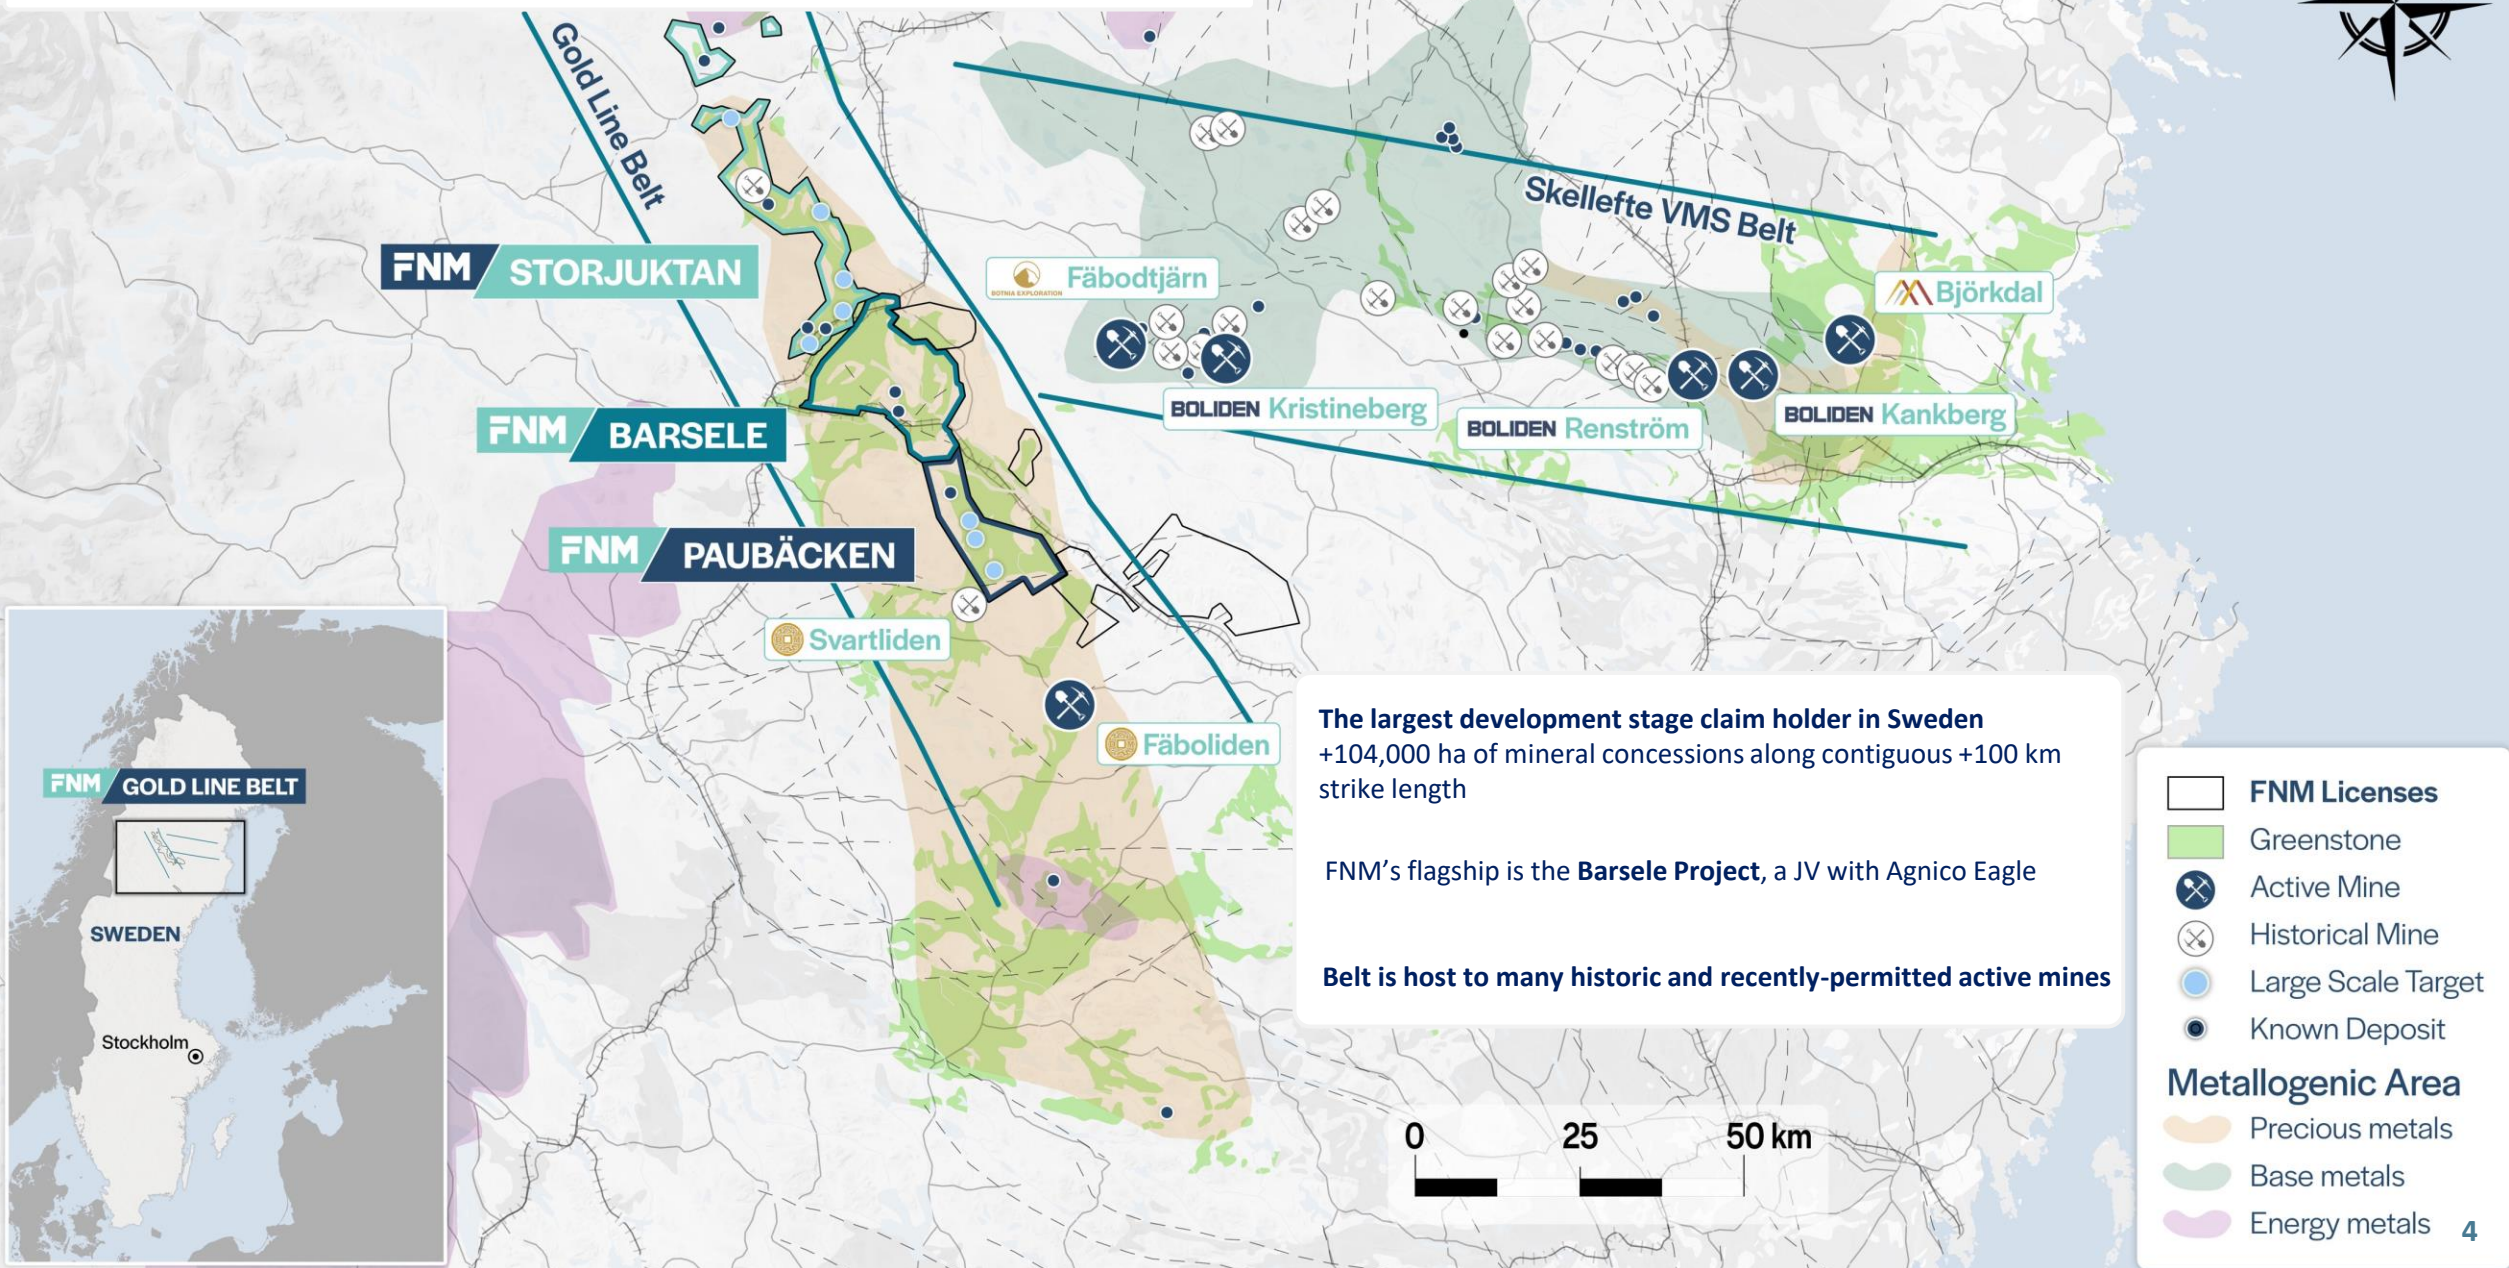 Gold Line Belt
Skellefte VMS Belt
FNM STORJUKTAN
BOTNIA EXPLORATION Fäbodtjärn
Björkdal
FNM BARSELE
BOLIDEN Kristineberg
BOLIDEN Renström
BOLIDEN Kankberg
FNM PAUBÄCKEN
Svartliden
Fäboliden
FNM GOLD LINE BELT
SWEDEN
Stockholm
The largest development stage claim holder in Sweden
+104,000 ha of mineral concessions along contiguous +100 km
strike length
FNM’s flagship is the Barsele Project, a JV with Agnico Eagle
Belt is host to many historic and recently-permitted active mines
0 25 50 km
FNM Licenses
Greenstone
Active Mine
Historical Mine
Large Scale Target
Known Deposit
Metallogenic Area
Precious metals
Base metals
Energy metals
4